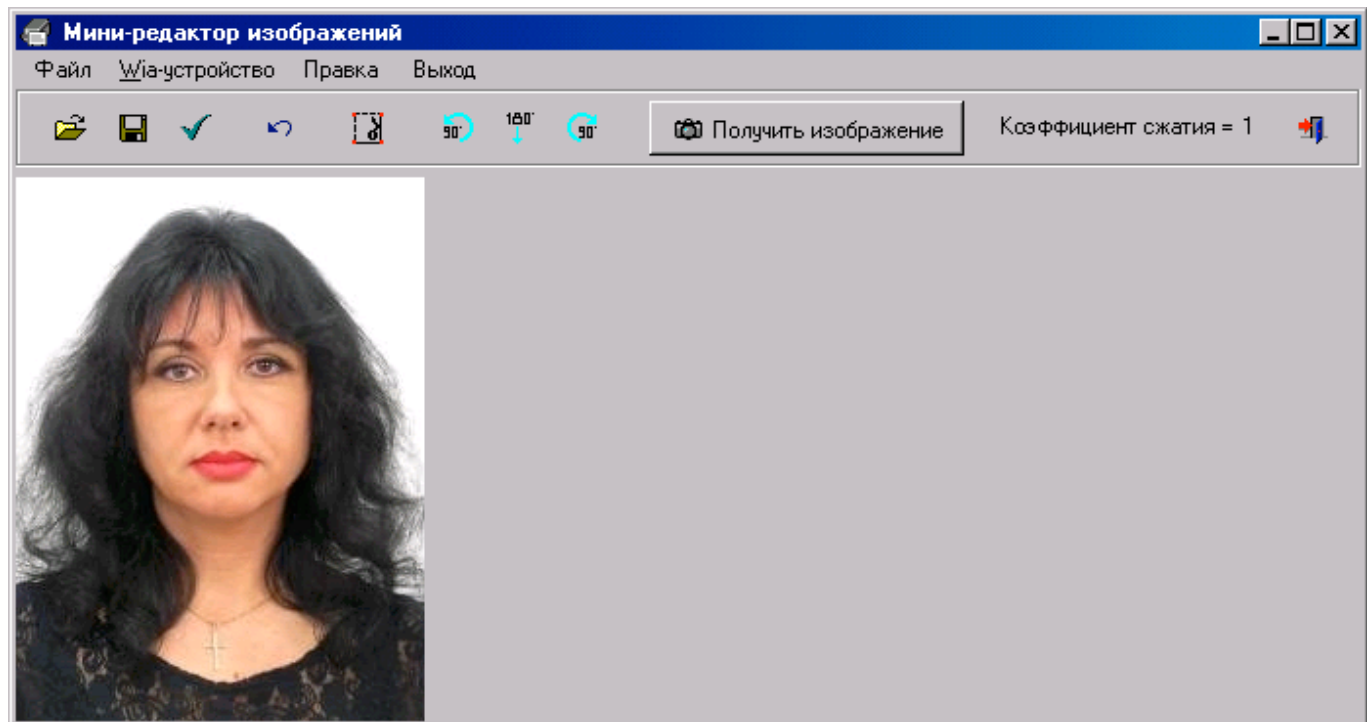 Мини-редактор изображений
Файл Wia-устройство Правка Выход
90° 180° 90° Получить изображение Коэффициент сжатия = 1